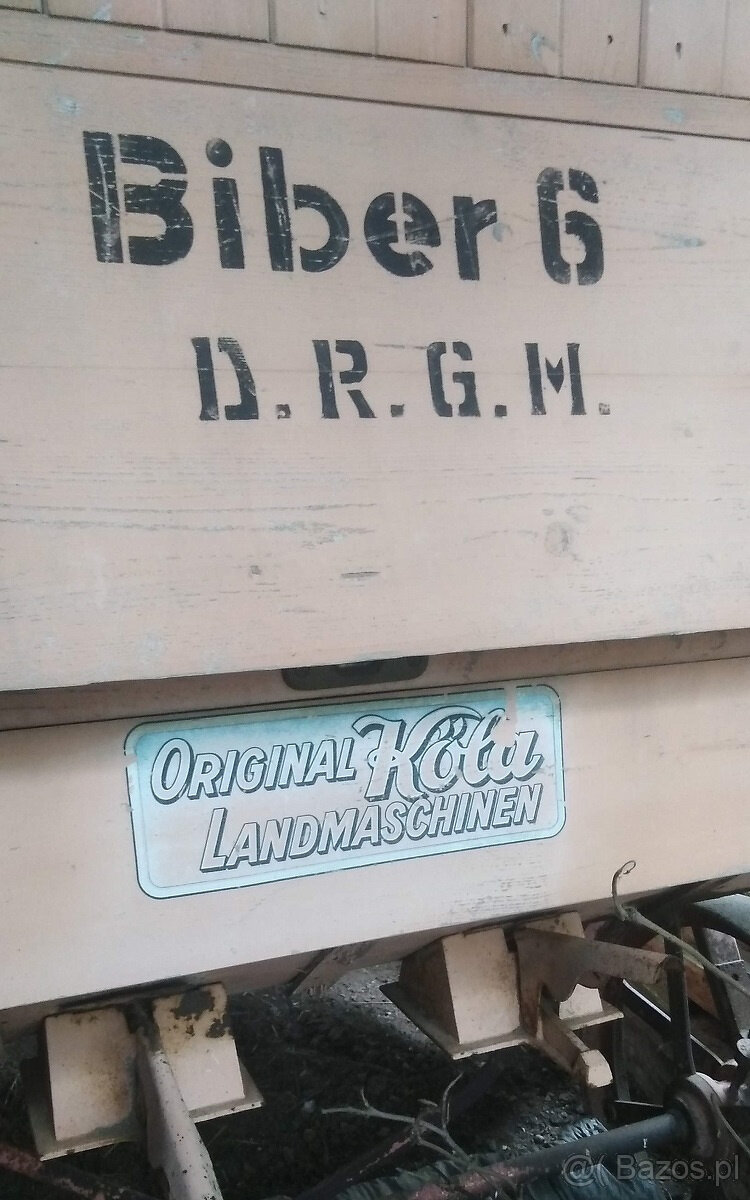 Biber 6
D.R.G.M.
ORIGINAL Köla
LANDMASCHINEN
@( Bazos.pl